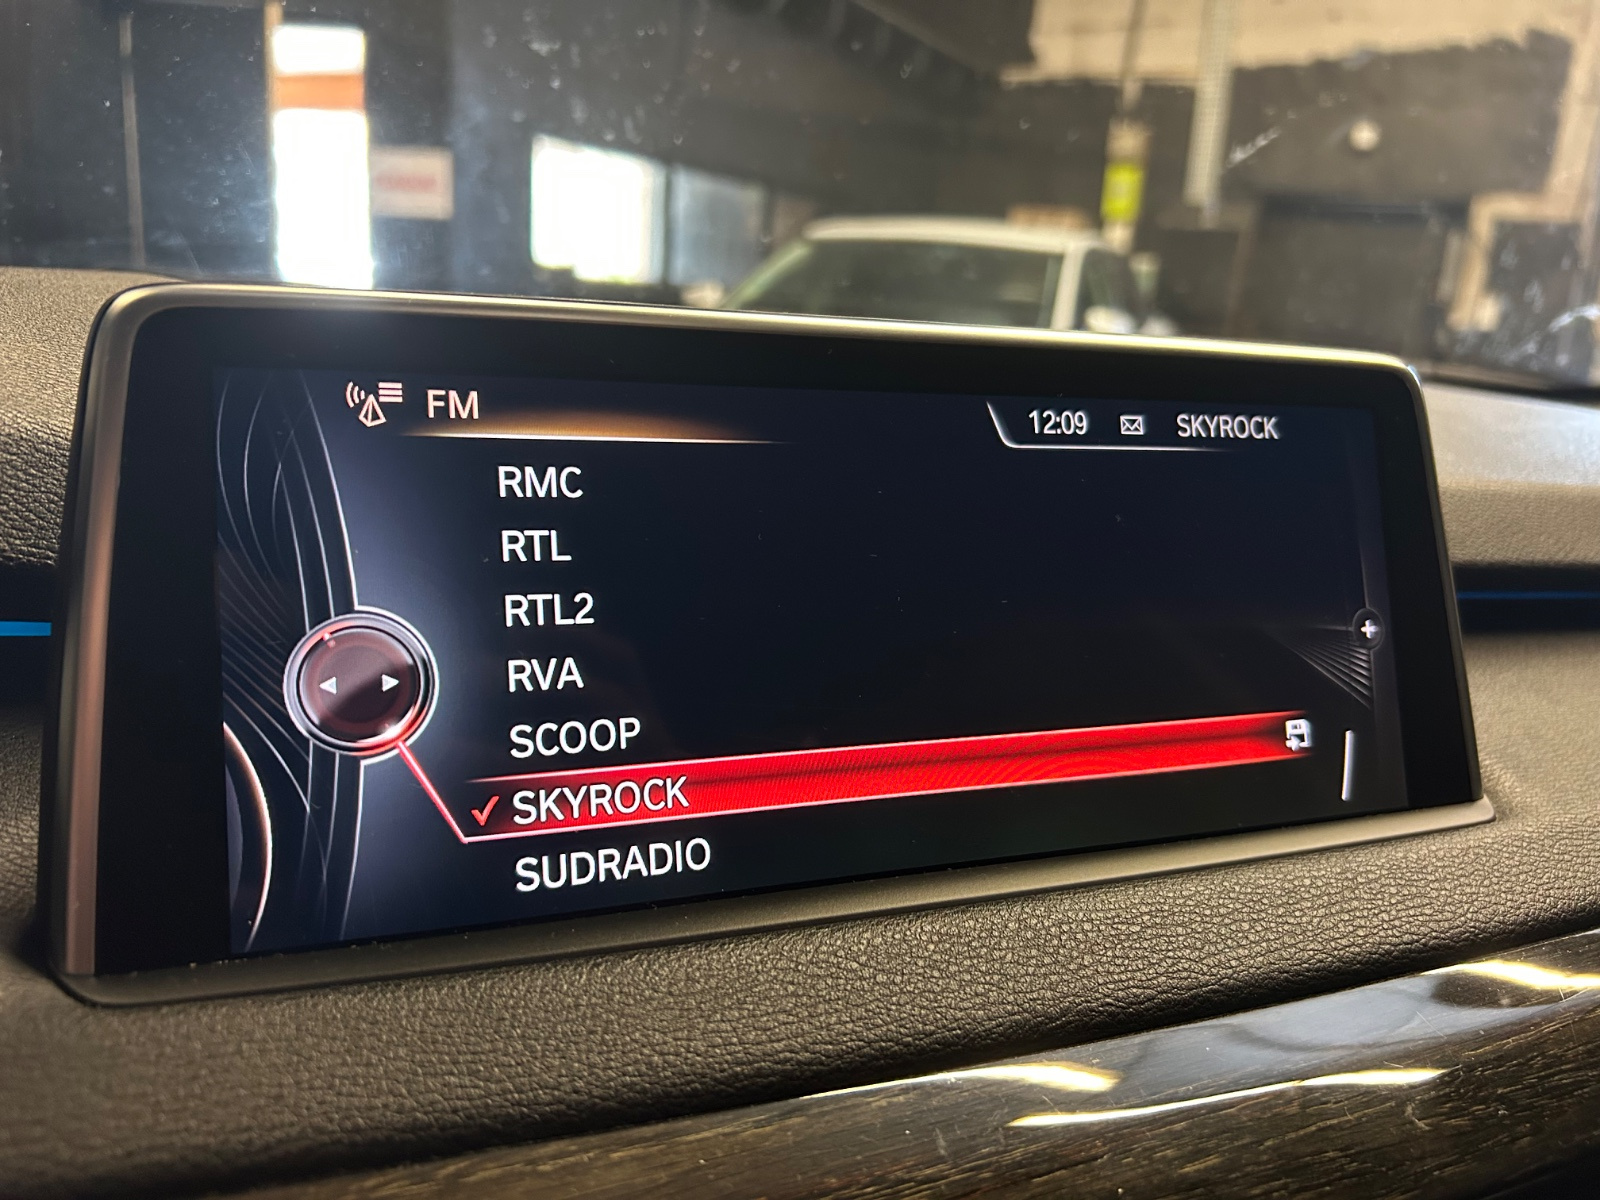 FM
12:09 SKYROCK
RMC
RTL
RTL2
RVA
SCOOP
SKYROCK
SUDRADIO